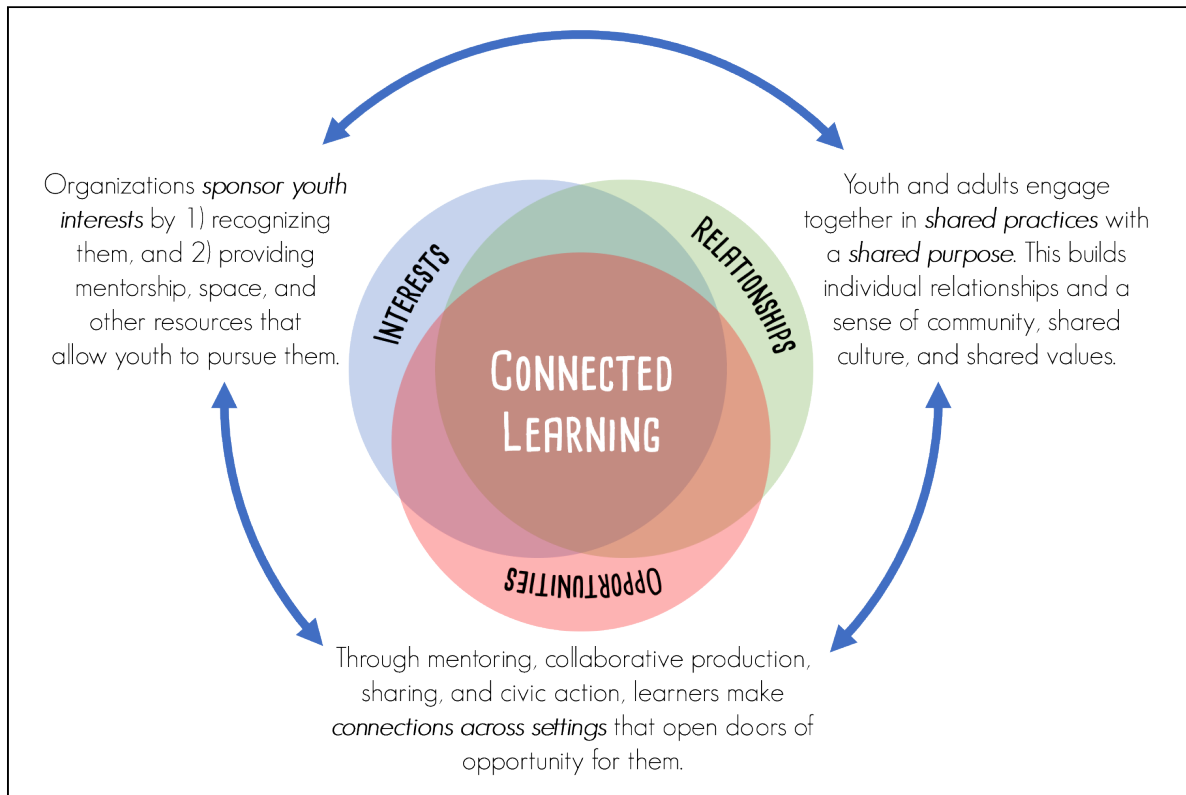 Organizations sponsor youth
interests by 1) recognizing
them, and 2) providing
mentorship, space, and
other resources that
allow youth to pursue them.
INTERESTS
RELATIONSHIPS
CONNECTED
LEARNING
OPPORTUNITIES
Youth and adults engage
together in shared practices with
a shared purpose. This builds
individual relationships and a
sense of community, shared
culture, and shared values.
Through mentoring, collaborative production,
sharing, and civic action, learners make
connections across settings that open doors of
opportunity for them.